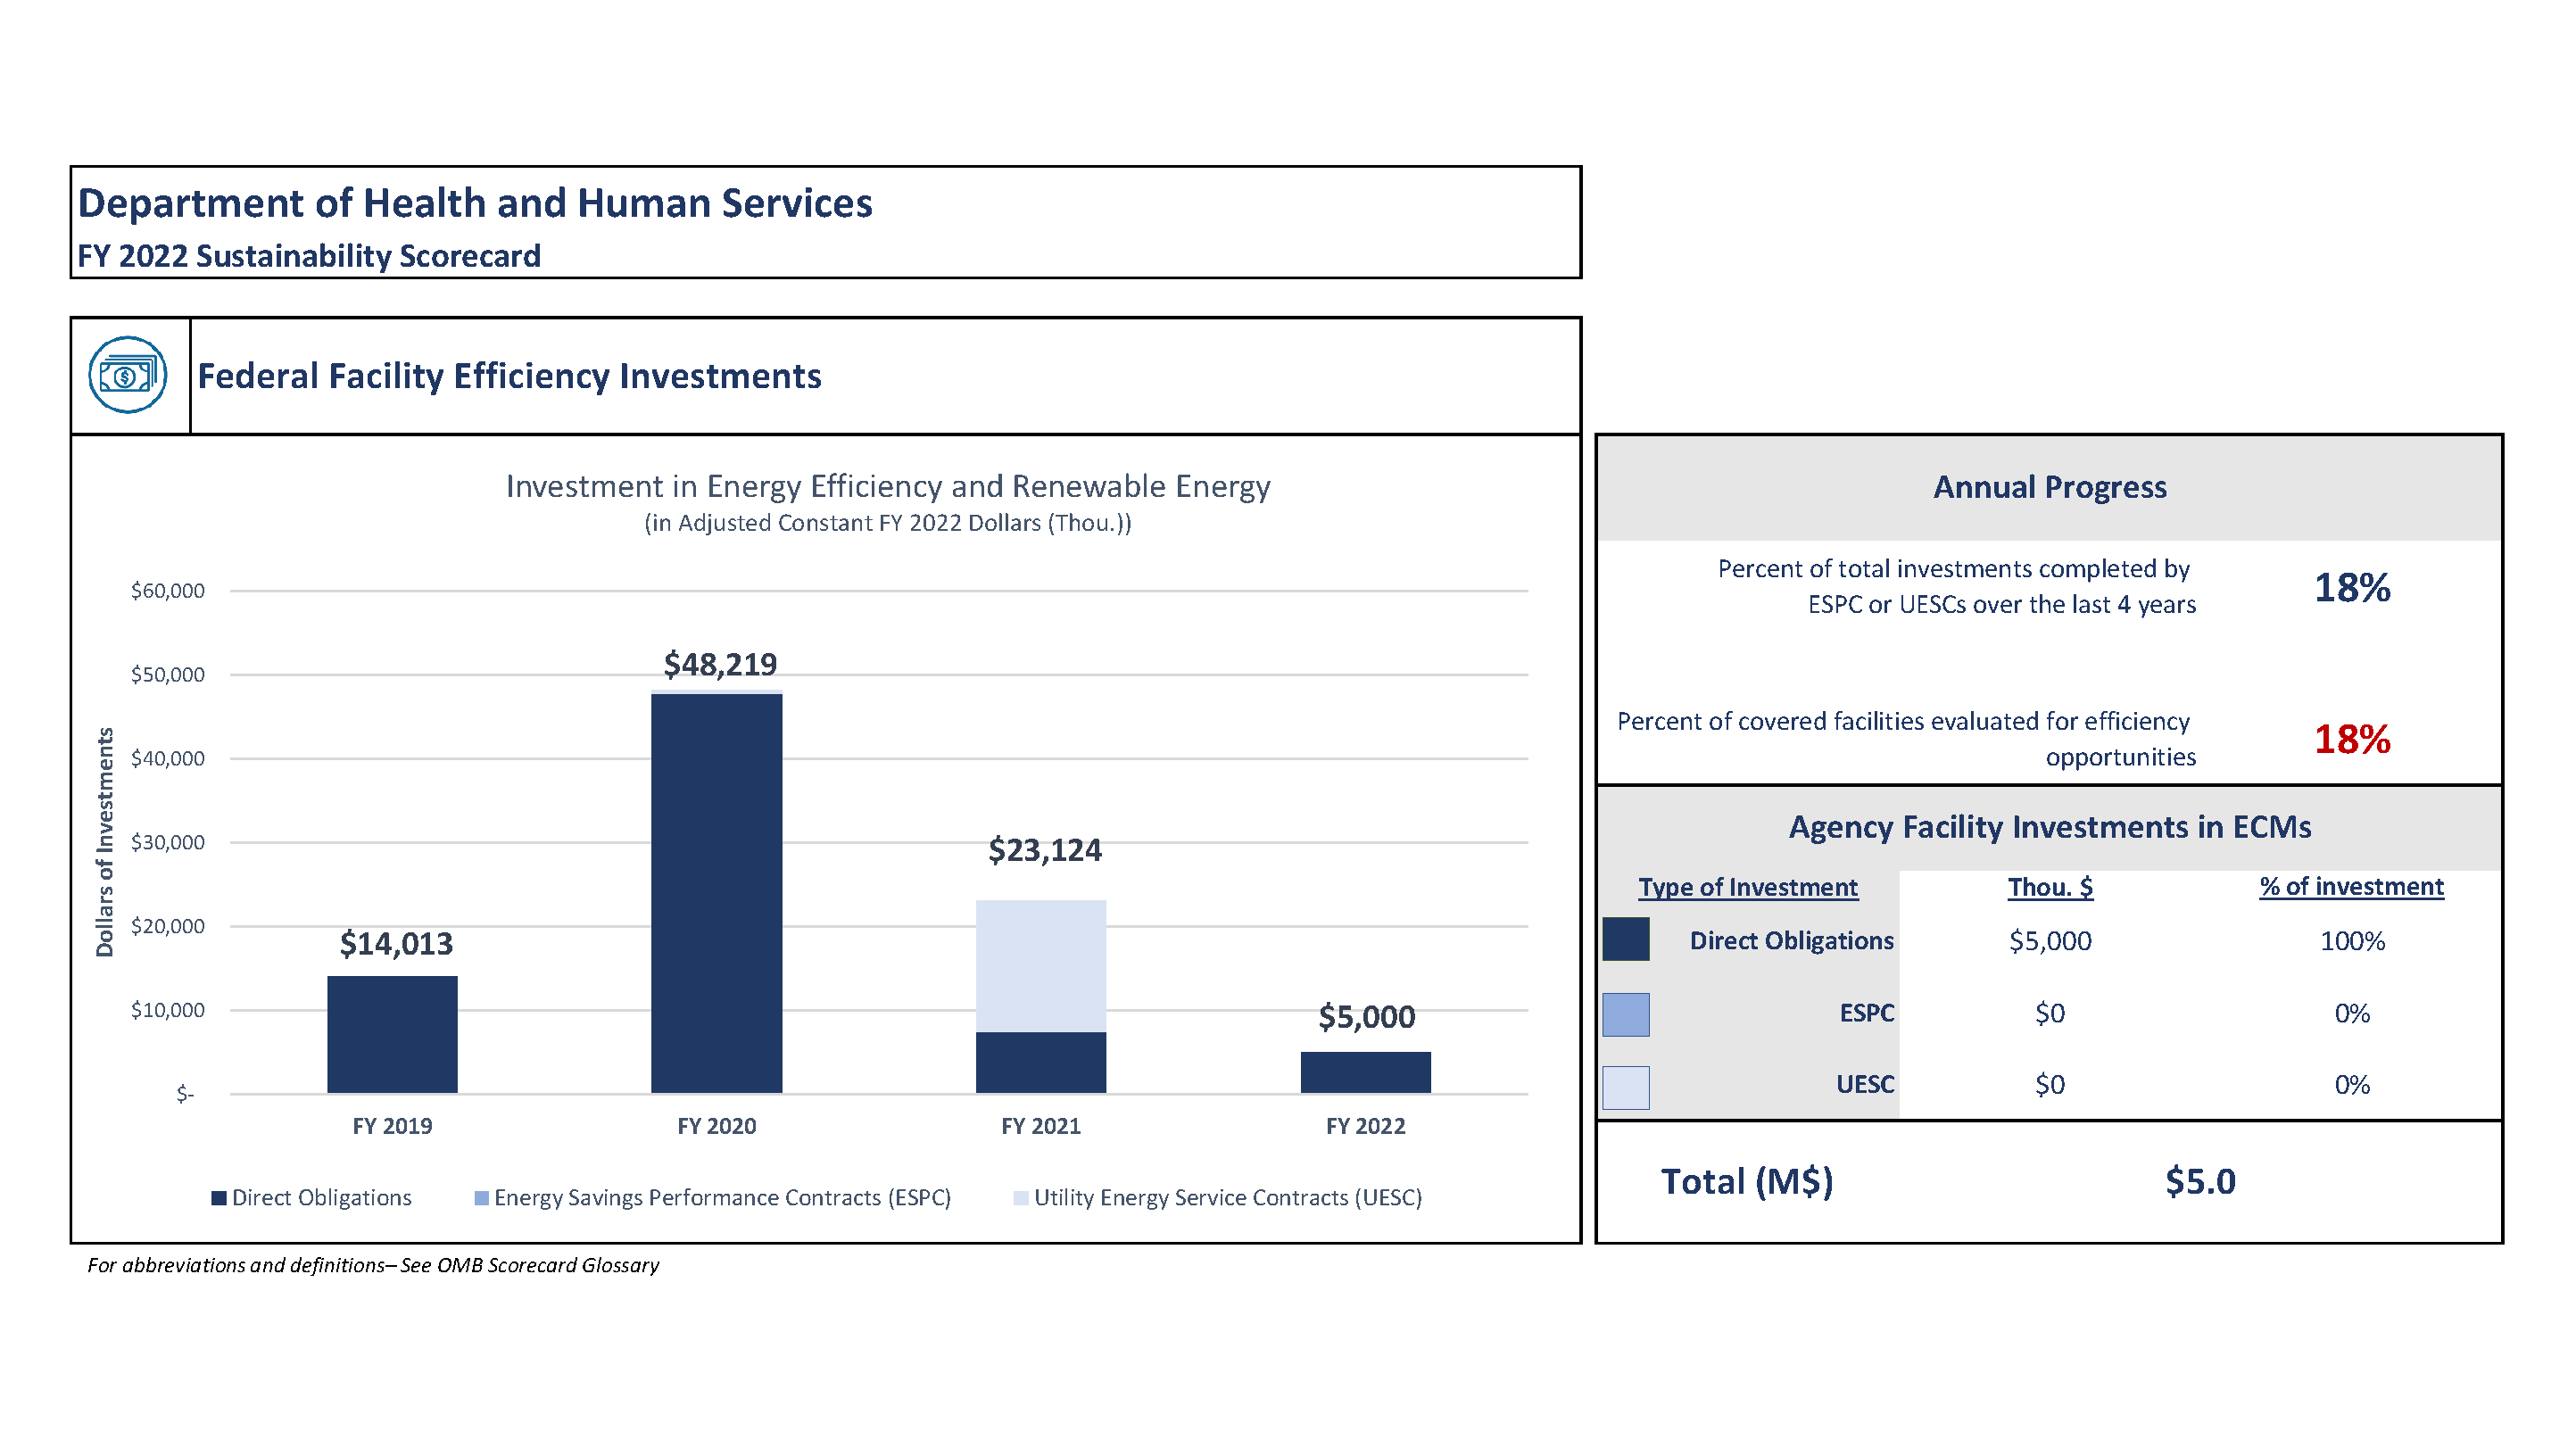 Department of Health and Human Services
FY 2022 Sustainability Scorecard
Federal Facility Efficiency Investments
Investment in Energy Efficiency and Renewable Energy
(in Adjusted Constant FY 2022 Dollars (Thou.))
Dollars of Investments
$60,000
$50,000
$40,000
$30,000
$20,000
$10,000
$-
$14,013
$48,219
$23,124
$5,000
FY 2019
FY 2020
FY 2021
FY 2022
Direct Obligations
Energy Savings Performance Contracts (ESPC)
Utility Energy Service Contracts (UESC)
For abbreviations and definitions– See OMB Scorecard Glossary
Annual Progress
Percent of total investments completed by
ESPC or UESCs over the last 4 years
18%
Percent of covered facilities evaluated for efficiency
opportunities
18%
Agency Facility Investments in ECMs
Type of Investment Thou. $ % of investment
Direct Obligations $5,000 100%
ESPC $0 0%
UESC $0 0%
Total (M$) $5.0